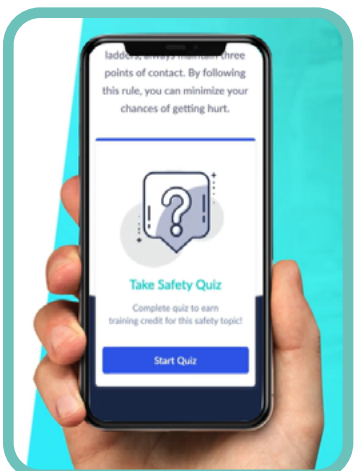 ladders, always maintain three
points of contact. By following
this rule, you can minimize your
chances of getting hurt.
?
Take Safety Quiz
Complete quiz to earn
training credit for this safety topic!
Start Quiz